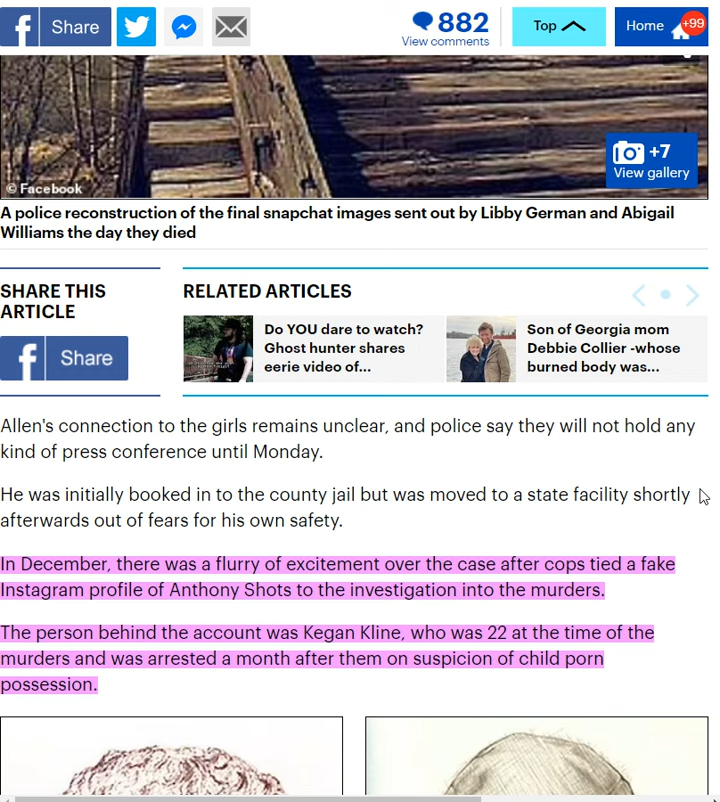 Share
882
View comments
Top
Home
+99
+7
View gallery
© Facebook
A police reconstruction of the final snapchat images sent out by Libby German and Abigail
Williams the day they died
SHARE THIS
ARTICLE
Share
RELATED ARTICLES
Do YOU dare to watch?
Ghost hunter shares
eerie video of...
Son of Georgia mom
Debbie Collier -whose
burned body was...
Allen's connection to the girls remains unclear, and police say they will not hold any
kind of press conference until Monday.
He was initially booked in to the county jail but was moved to a state facility shortly
afterwards out of fears for his own safety.
In December, there was a flurry of excitement over the case after cops tied a fake
Instagram profile of Anthony Shots to the investigation into the murders.
The person behind the account was Kegan Kline, who was 22 at the time of the
murders and was arrested a month after them on suspicion of child porn
possession.